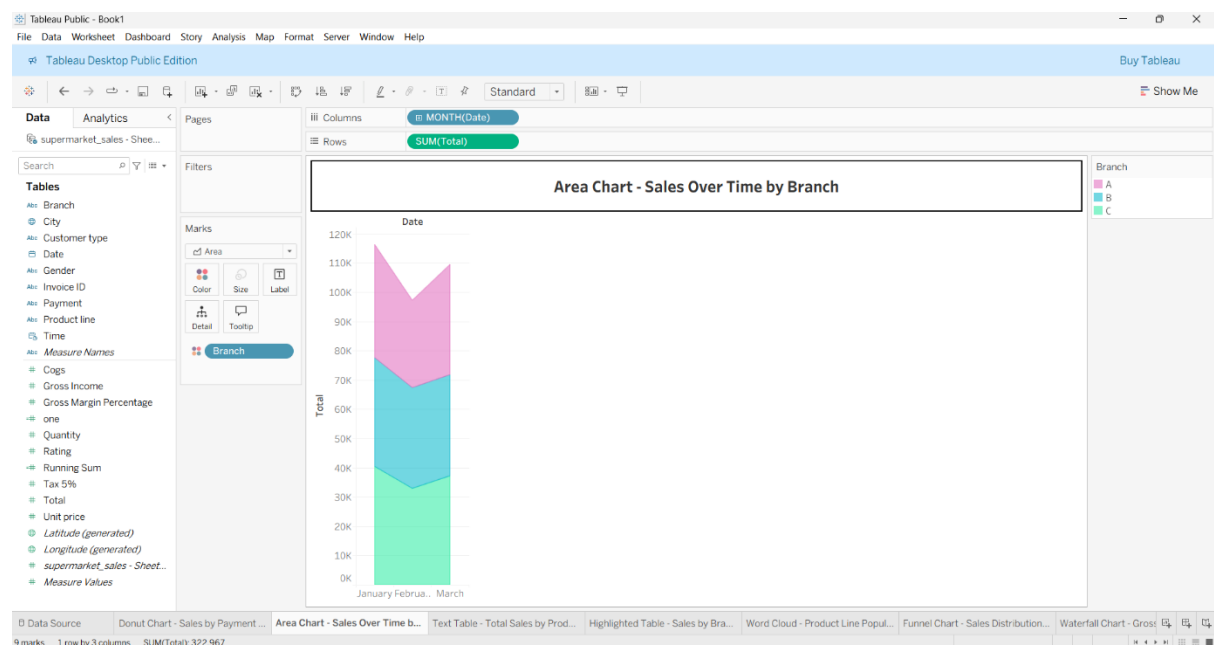 Tableau Public - Book1
File Data Worksheet Dashboard Story Analysis Map Format Server Window Help
Tableau Desktop Public Edition
Buy Tableau
Standard
Show Me
Data Analytics
supermarket_sales - Shee...
Search
Tables
Abc Branch
City
Abc Customer type
Date
Abc Gender
Abc Invoice ID
Abc Payment
Abc Product line
Time
Abc Measure Names
# Cogs
# Gross Income
# Gross Margin Percentage
=# one
# Quantity
# Rating
=# Running Sum
# Tax 5%
# Total
# Unit price
Latitude (generated)
Longitude (generated)
# supermarket_sales - Sheet...
# Measure Values
Pages
Filters
Marks
Area
Color Size Label
Detail Tooltip
Branch
Columns
MONTH(Date)
Rows
SUM(Total)
Area Chart - Sales Over Time by Branch
Date
120K
110K
100K
90K
80K
70K
60K
50K
40K
30K
20K
10K
0K
Total
January Februa.. March
Branch
A
B
C
Data Source
Donut Chart - Sales by Payment ...
Area Chart - Sales Over Time b...
Text Table - Total Sales by Prod...
Highlighted Table - Sales by Bra...
Word Cloud - Product Line Popul...
Funnel Chart - Sales Distribution...
Waterfall Chart - Gross
9 marks 1 row by 3 columns SUM(Total): 322,967